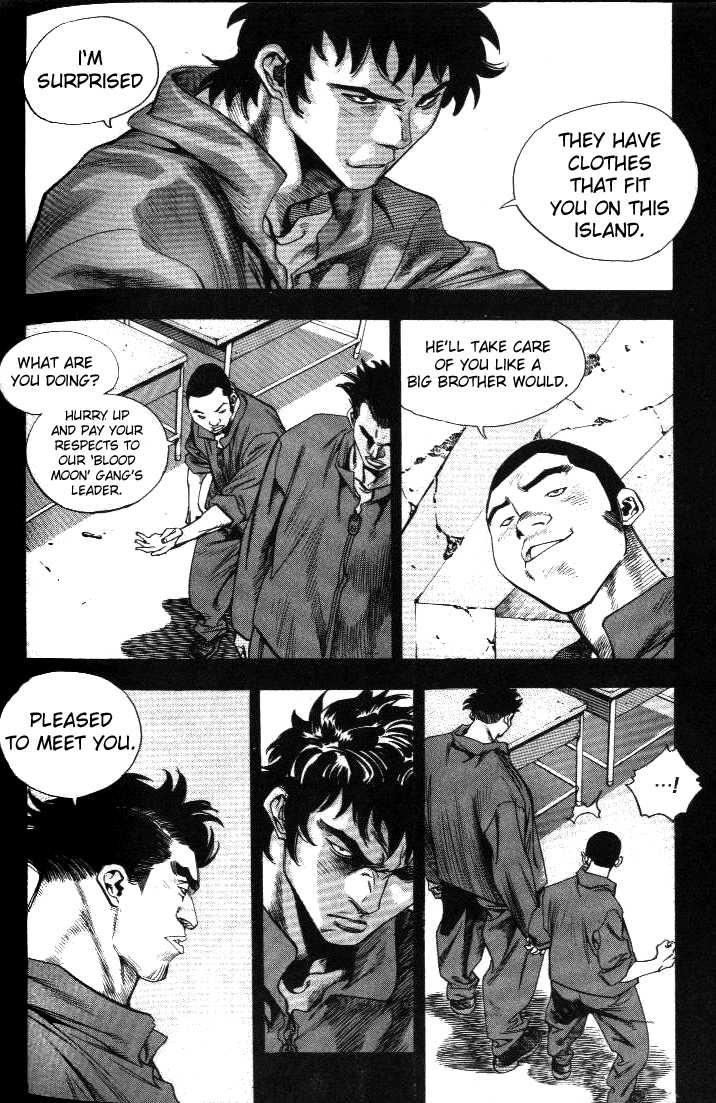 I'M
SURPRISED
THEY HAVE
CLOTHES
THAT FIT
YOU ON THIS
ISLAND.
WHAT ARE
YOU DOING?
HURRY UP
AND PAY YOUR
RESPECTS TO
OUR 'BLOOD
MOON' GANG'S
LEADER.
HE'LL TAKE CARE
OF YOU LIKE A
BIG BROTHER WOULD.
PLEASED
TO MEET YOU.
...!